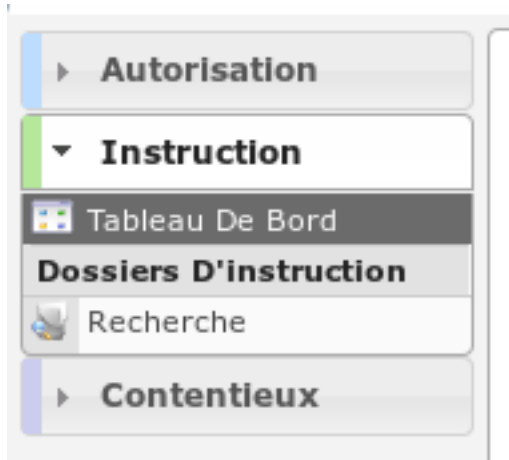 Autorisation
Instruction
Tableau De Bord
Dossiers D'instruction
Recherche
Contentieux